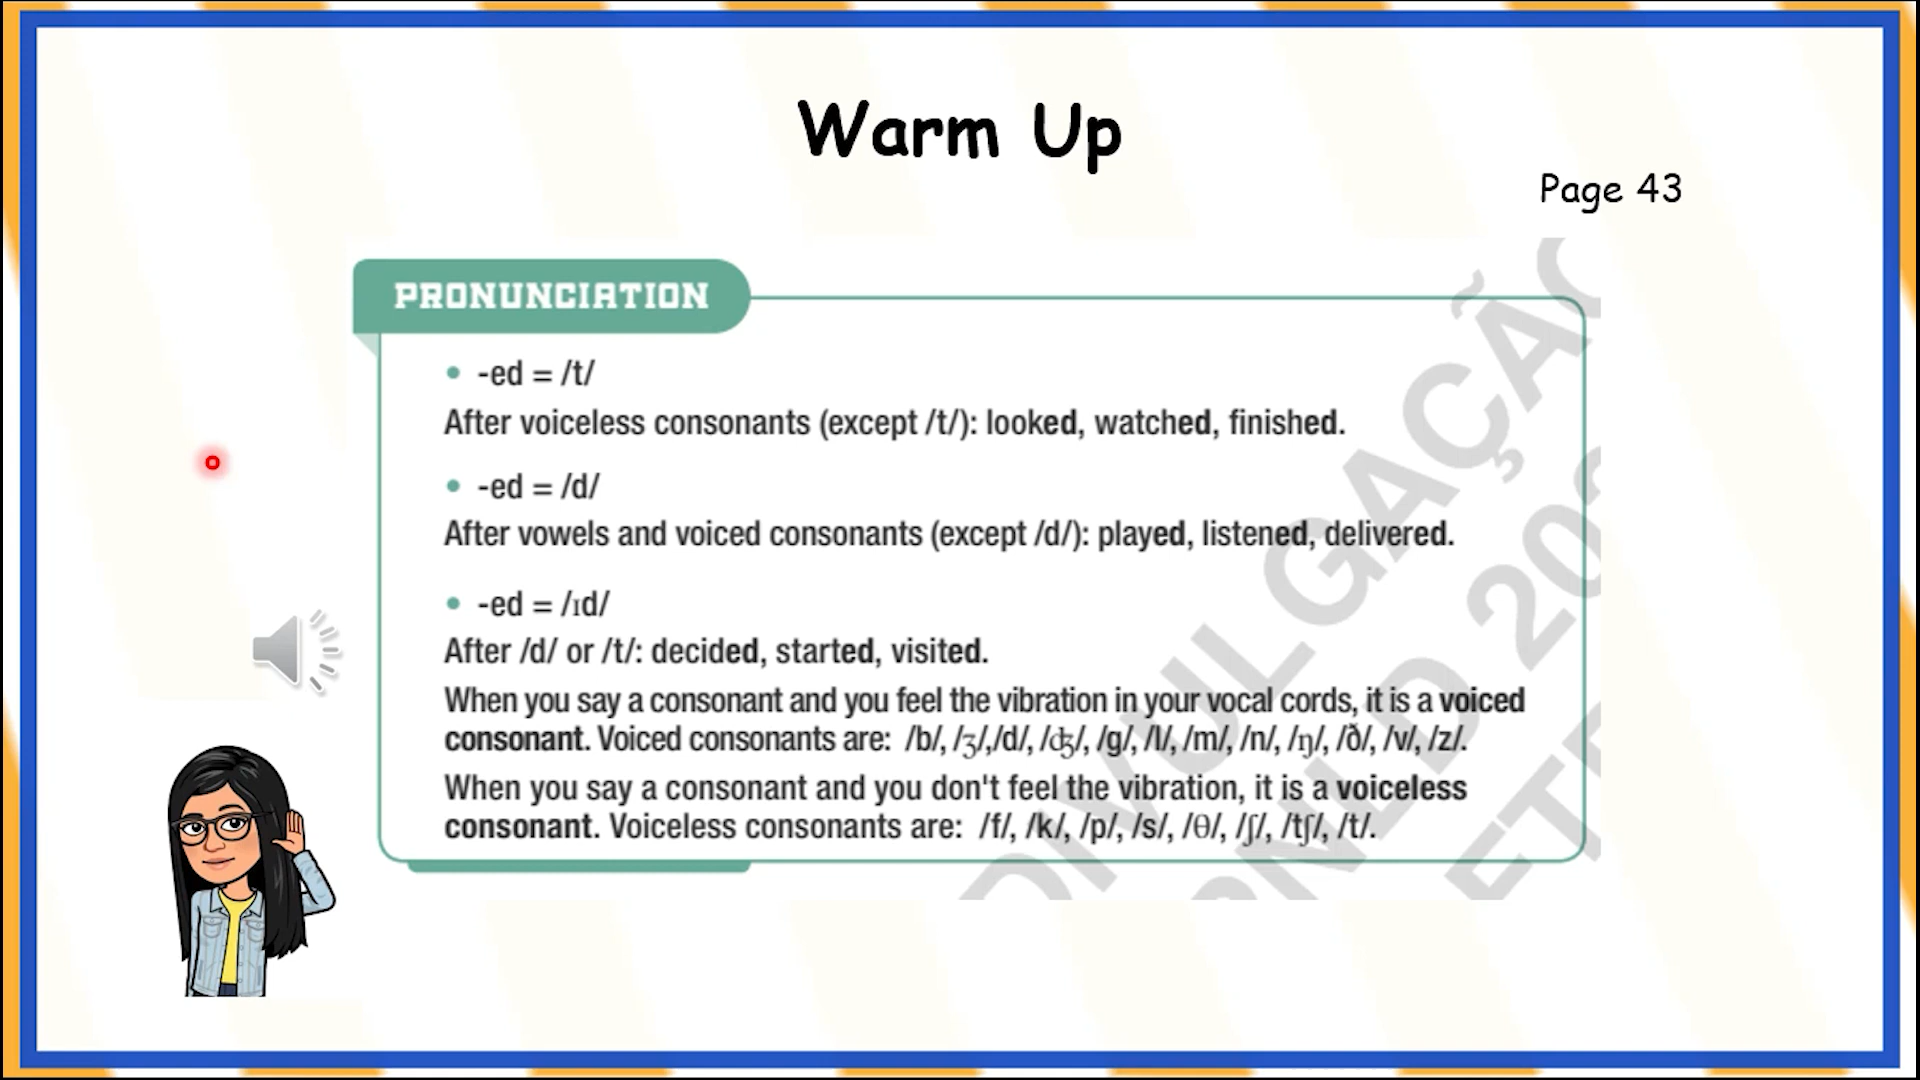 Warm Up
Page 43
PRONUNCIATION
• -ed = /t/
After voiceless consonants (except /t/): looked, watched, finished.
• -ed = /d/
After vowels and voiced consonants (except /d/): played, listened, delivered.
• -ed = /ɪd/
After /d/ or /t/: decided, started, visited.
When you say a consonant and you feel the vibration in your vocal cords, it is a voiced
consonant. Voiced consonants are: /b/, /ʒ/,/d/, /ʤ/, /g/, /l/, /m/, /n/, /ŋ/, /ð/, /v/, /z/.
When you say a consonant and you don't feel the vibration, it is a voiceless
consonant. Voiceless consonants are: /f/, /k/, /p/, /s/, /θ/, /ʃ/, /tʃ/, /t/.
DIVULGAÇÃO